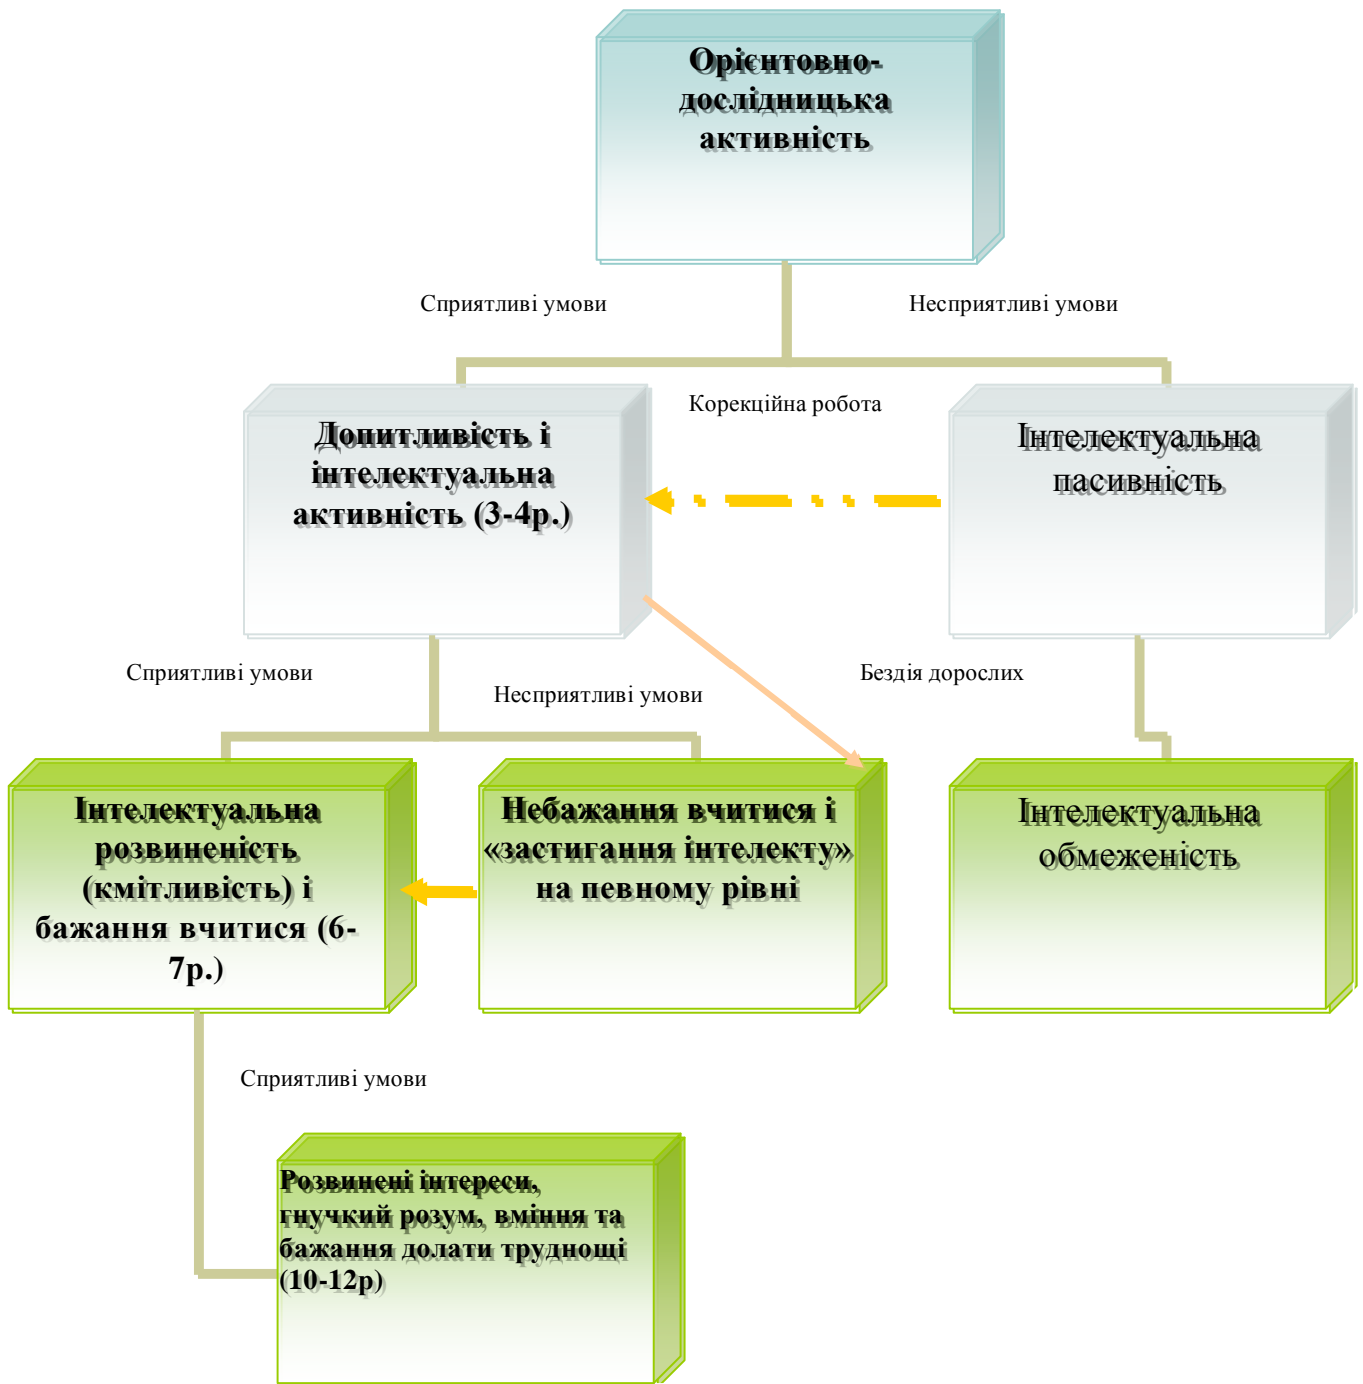 Орієнтовно-
дослідницька
активність
Сприятливі умови
Несприятливі умови
Корекційна робота
Допитливість і
інтелектуальна
активність (3-4р.)
Інтелектуальна
пасивність
Сприятливі умови
Несприятливі умови
Бездія дорослих
Інтелектуальна
розвиненість
(кмітливість) і
бажання вчитися (6-
7р.)
Небажання вчитися і
«застигання інтелекту»
на певному рівні
Інтелектуальна
обмеженість
Сприятливі умови
Розвинені інтереси,
гнучкий розум, вміння та
бажання долати труднощі
(10-12р)